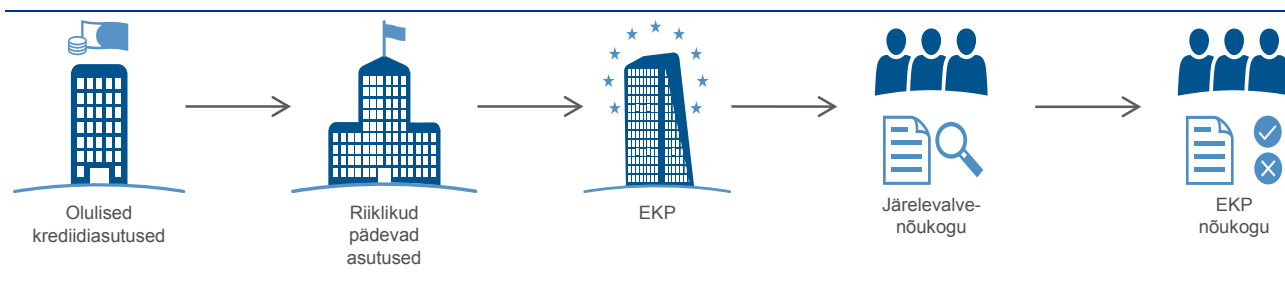 Olulised
krediidiasutused
Riiklikud
pädevad
asutused
EKP
Järelevalve-
nõukogu
EKP
nõukogu